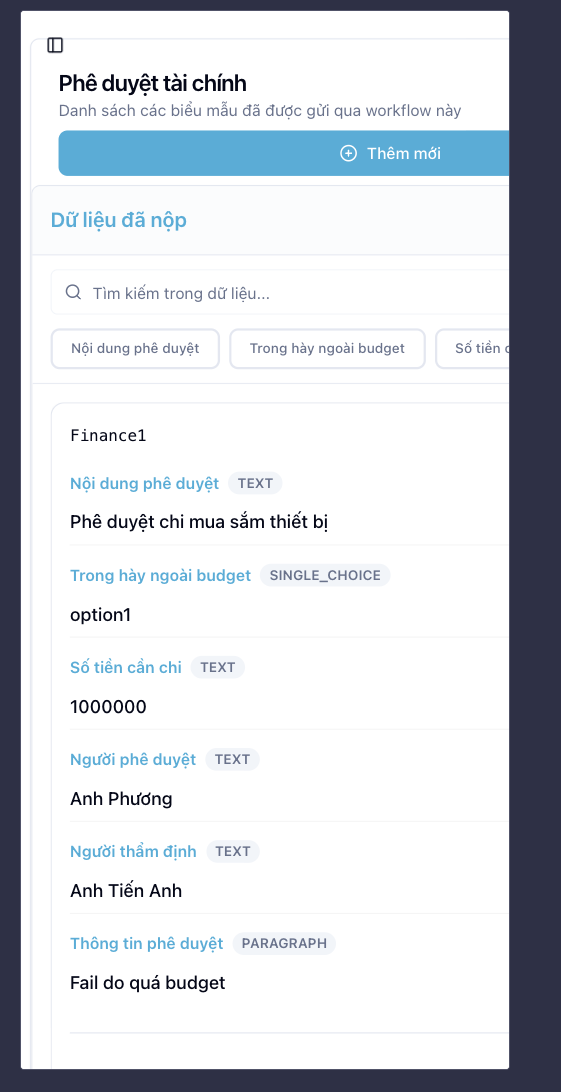 Phê duyệt tài chính
Danh sách các biểu mẫu đã được gửi qua workflow này
Thêm mới
Dữ liệu đã nộp
Tìm kiếm trong dữ liệu...
Nội dung phê duyệt
Trong hày ngoài budget
Số tiền
Finance1
Nội dung phê duyệt TEXT
Phê duyệt chi mua sắm thiết bị
Trong hày ngoài budget SINGLE_CHOICE
option1
Số tiền cần chi TEXT
1000000
Người phê duyệt TEXT
Anh Phương
Người thẩm định TEXT
Anh Tiến Anh
Thông tin phê duyệt PARAGRAPH
Fail do quá budget